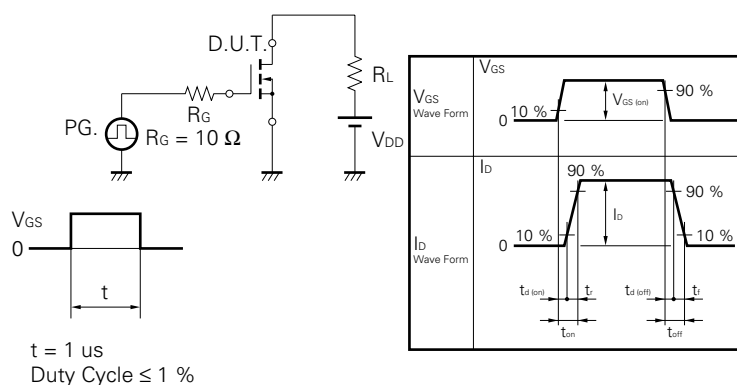 D.U.T.
RL
PG.
RG
RG = 10 Ω
VDD
VGS
0
t
t = 1 us
Duty Cycle ≤ 1 %
VGS
Wave Form
VGS
10 %
VGS (on)
90 %
0
ID
Wave Form
ID
90 %
90 %
10 %
ID
10 %
0
td (on)
tr
td (off)
tf
ton
toff